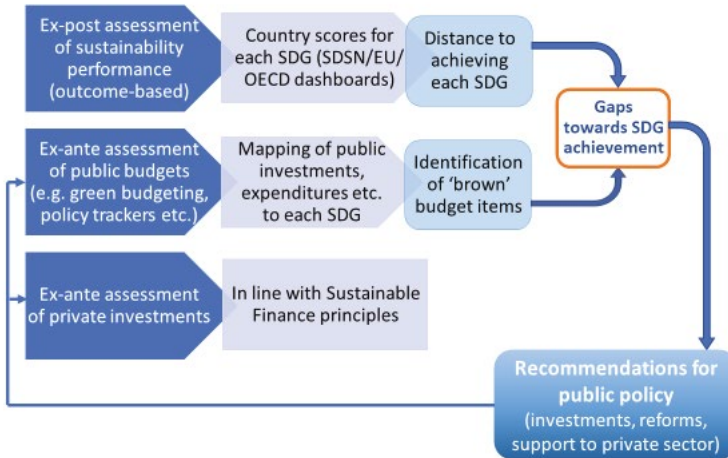 Ex-post assessment
of sustainability
performance
(outcome-based)
Country scores for
each SDG (SDSN/EU/
OECD dashboards)
Distance to
achieving
each SDG
Gaps
towards SDG
achievement
Ex-ante assessment
of public budgets
(e.g. green budgeting,
policy trackers etc.)
Mapping of public
investments,
expenditures etc.
to each SDG
Identification
of ‘brown’
budget items
Ex-ante assessment
of private investments
In line with Sustainable
Finance principles
Recommendations for
public policy
(investments, reforms,
support to private sector)